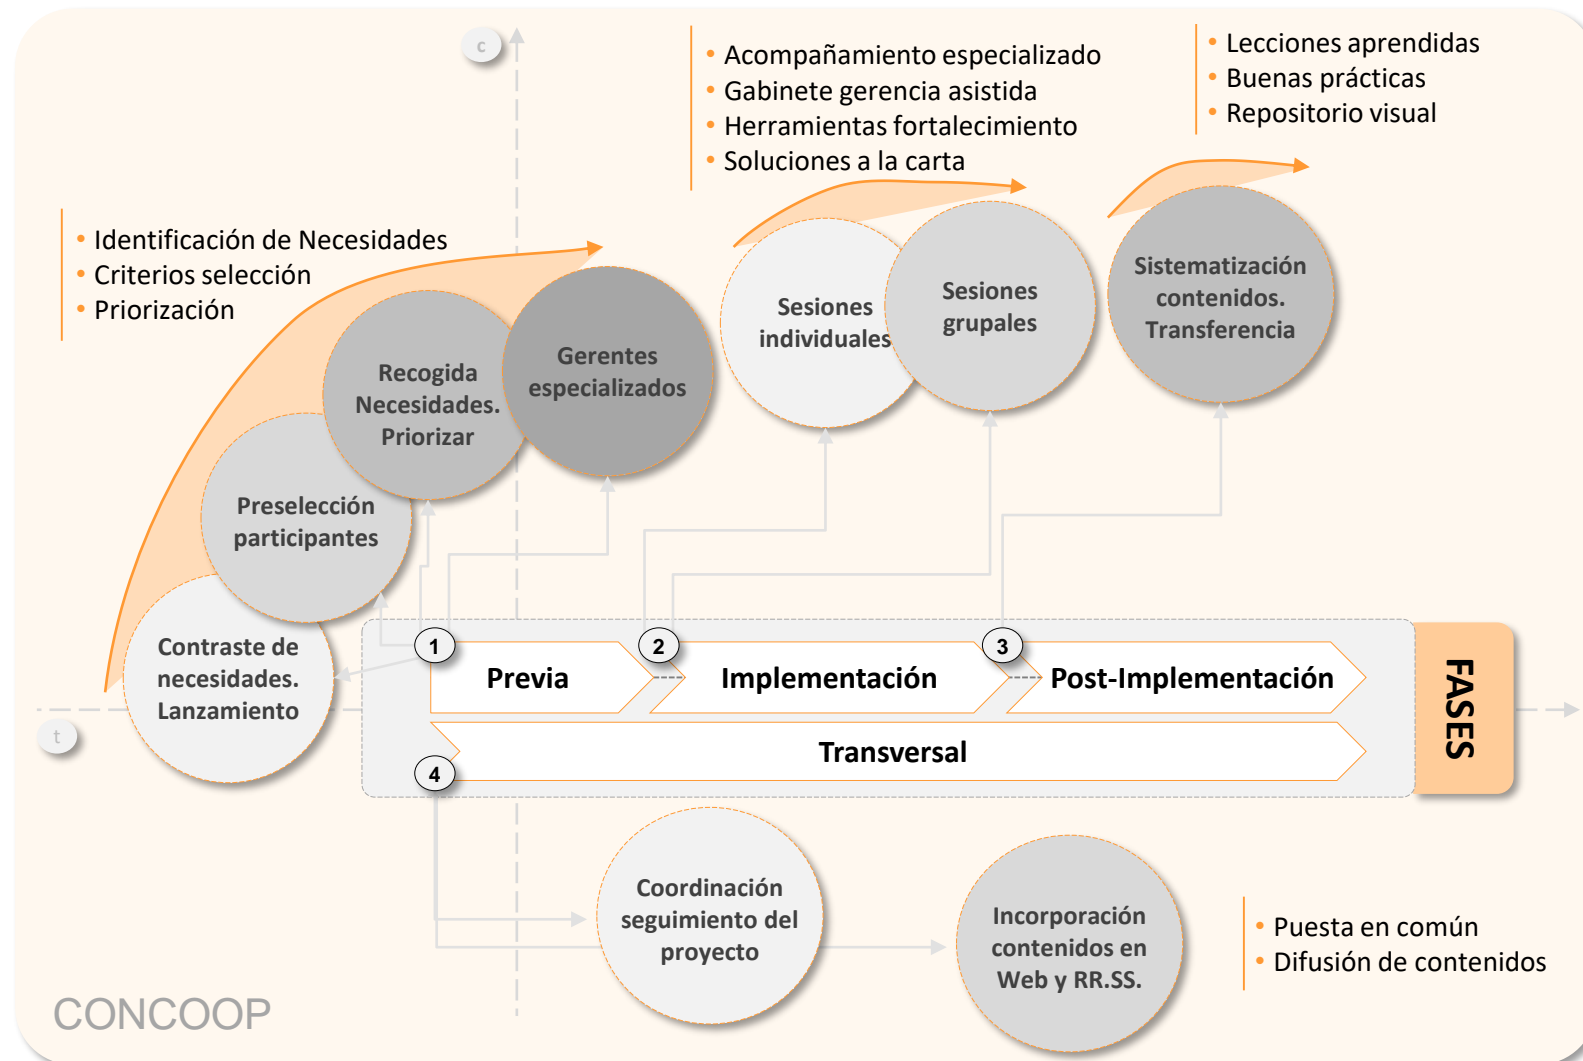 c
• Acompañamiento especializado
• Gabinete gerencia asistida
• Herramientas fortalecimiento
• Soluciones a la carta
• Lecciones aprendidas
• Buenas prácticas
• Repositorio visual
• Identificación de Necesidades
• Criterios selección
• Priorización
Contraste de
necesidades.
Lanzamiento
Preselección
participantes
Recogida
Necesidades.
Priorizar
Gerentes
especializados
Sesiones
individuales
Sesiones
grupales
Sistematización
contenidos.
Transferencia
1
Previa
2
Implementación
3
Post-Implementación
FASES
t
4
Transversal
Coordinación
seguimiento del
proyecto
Incorporación
contenidos en
Web y RR.SS.
• Puesta en común
• Difusión de contenidos
CONCOOP